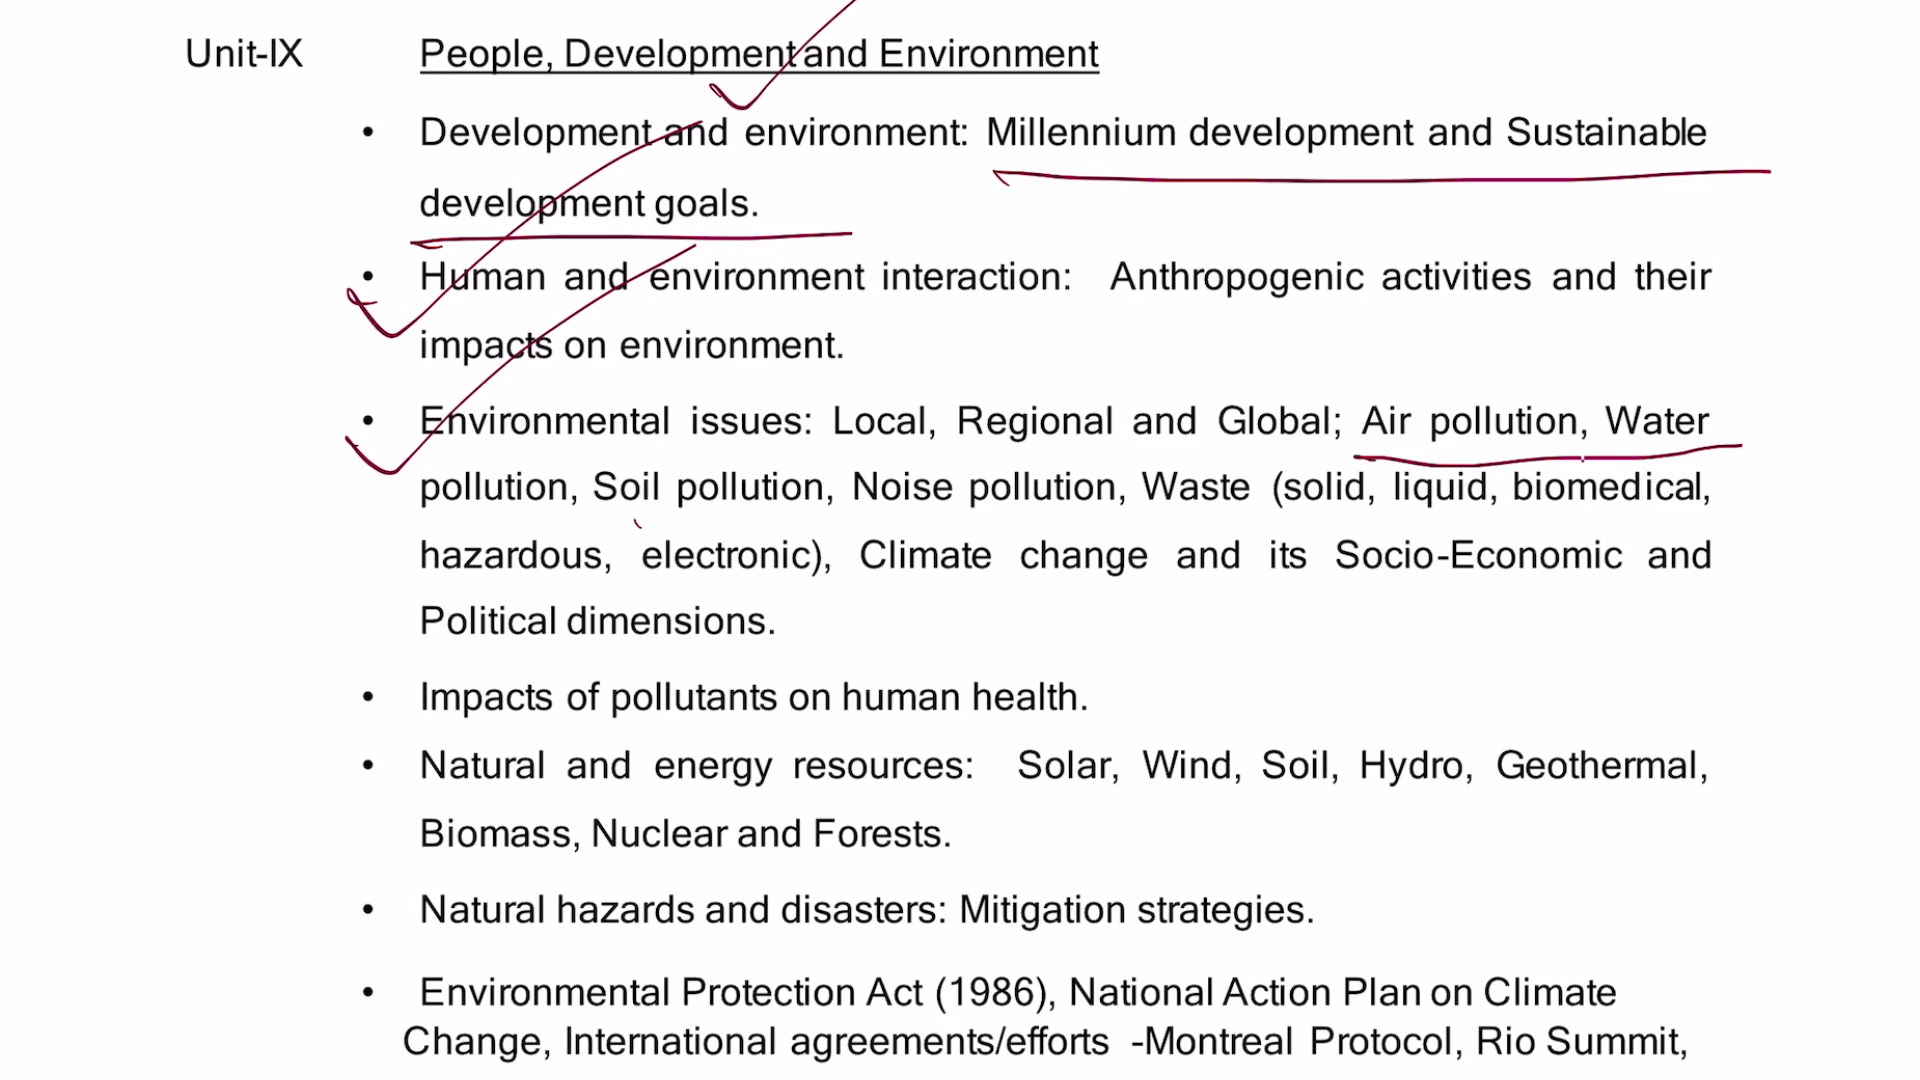 Unit-IX People, Development and Environment
• Development and environment: Millennium development and Sustainable
development goals.
• Human and environment interaction: Anthropogenic activities and their
impacts on environment.
• Environmental issues: Local, Regional and Global; Air pollution, Water
pollution, Soil pollution, Noise pollution, Waste (solid, liquid, biomedical,
hazardous, electronic), Climate change and its Socio-Economic and
Political dimensions.
• Impacts of pollutants on human health.
• Natural and energy resources: Solar, Wind, Soil, Hydro, Geothermal,
Biomass, Nuclear and Forests.
• Natural hazards and disasters: Mitigation strategies.
• Environmental Protection Act (1986), National Action Plan on Climate
Change, International agreements/efforts -Montreal Protocol, Rio Summit,